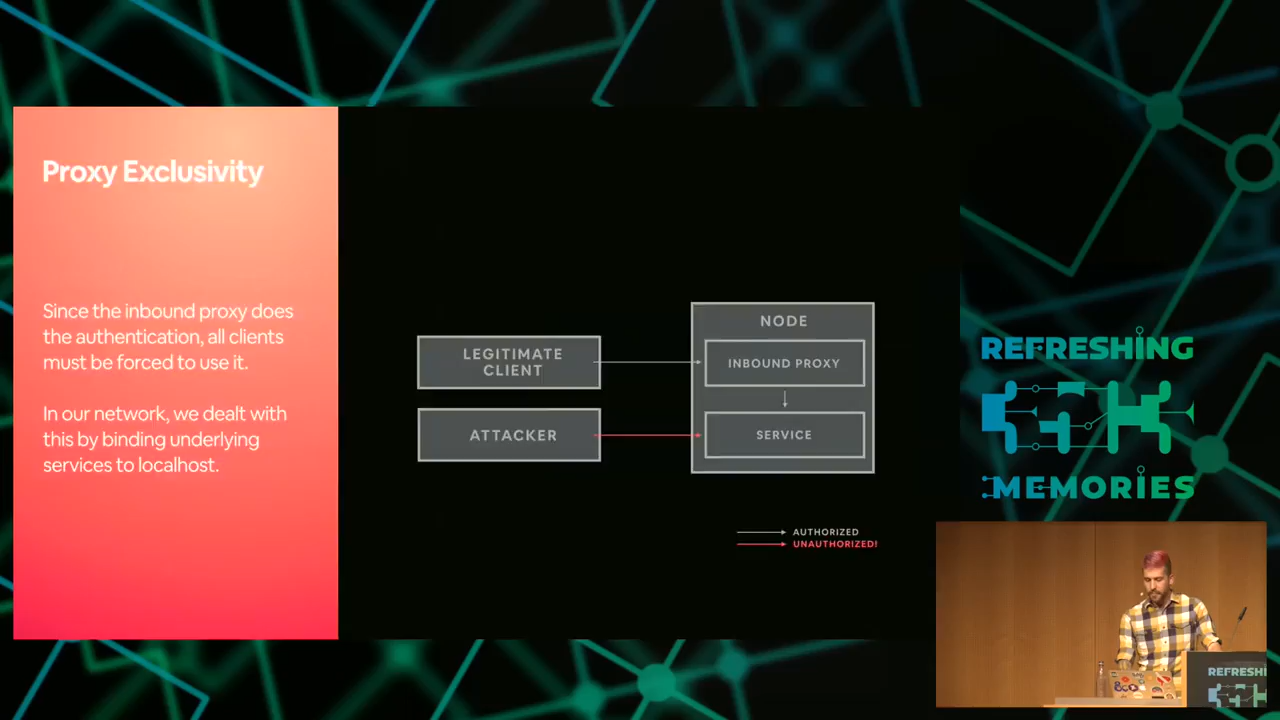 Proxy Exclusivity
Since the inbound proxy does
the authentication, all clients
must be forced to use it.
In our network, we dealt with
this by binding underlying
services to localhost.
LEGITIMATE
CLIENT
ATTACKER
NODE
INBOUND PROXY
SERVICE
AUTHORIZED
UNAUTHORIZED!
REFRESHING
35C3
MEMORIES
REFRESHI